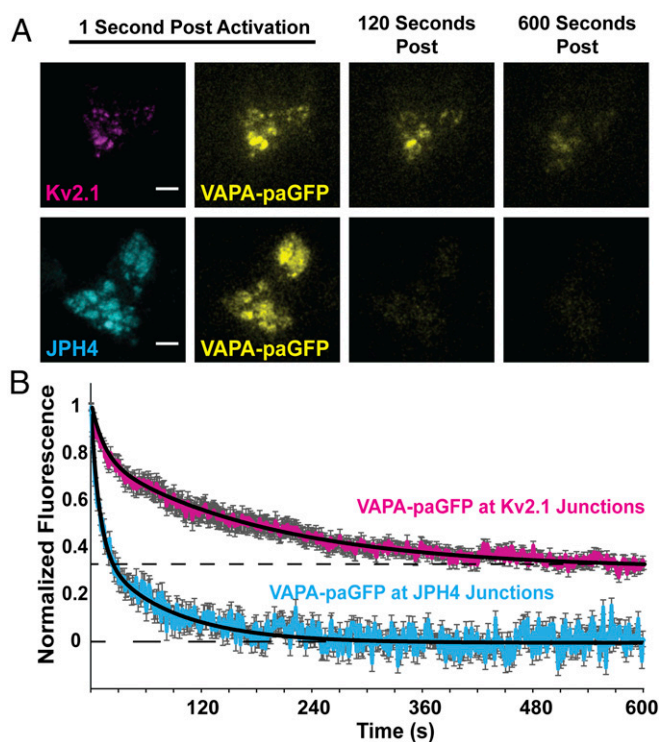 A
1 Second Post Activation
120 Seconds
Post
600 Seconds
Post
Kv2.1
VAPA-paGFP
JPH4
VAPA-paGFP
B
Normalized Fluorescence
1
0.8
0.6
0.4
0.2
0
VAPA-paGFP at Kv2.1 Junctions
VAPA-paGFP at JPH4 Junctions
120
240
360
480
600
Time (s)